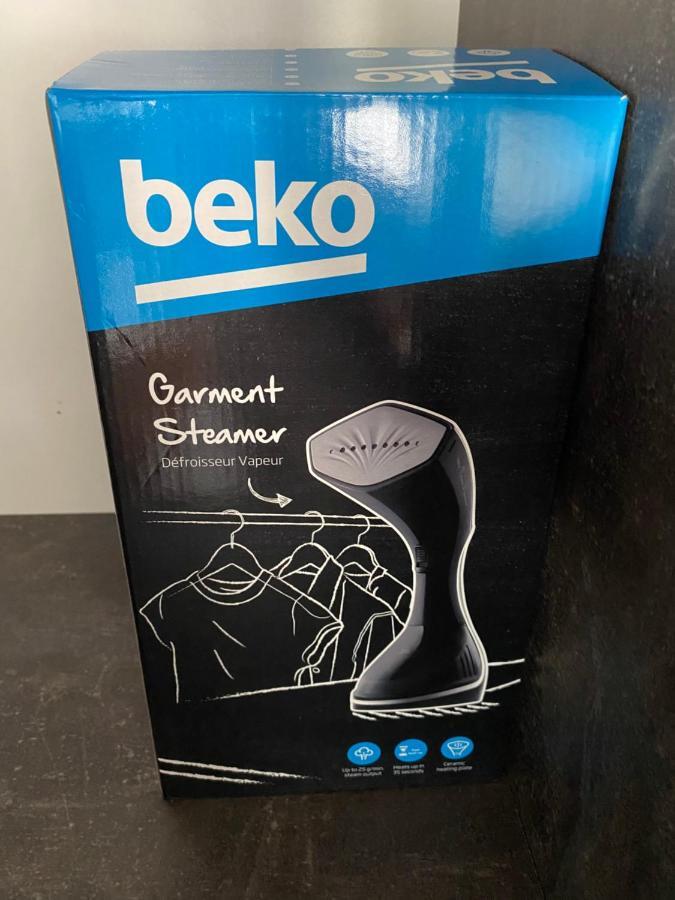 beko
beko
Garment
Steamer
Défroisseur Vapeur
Up to 25 g/min
steam output
Heats up in
35 seconds
Ceramic
heating plate